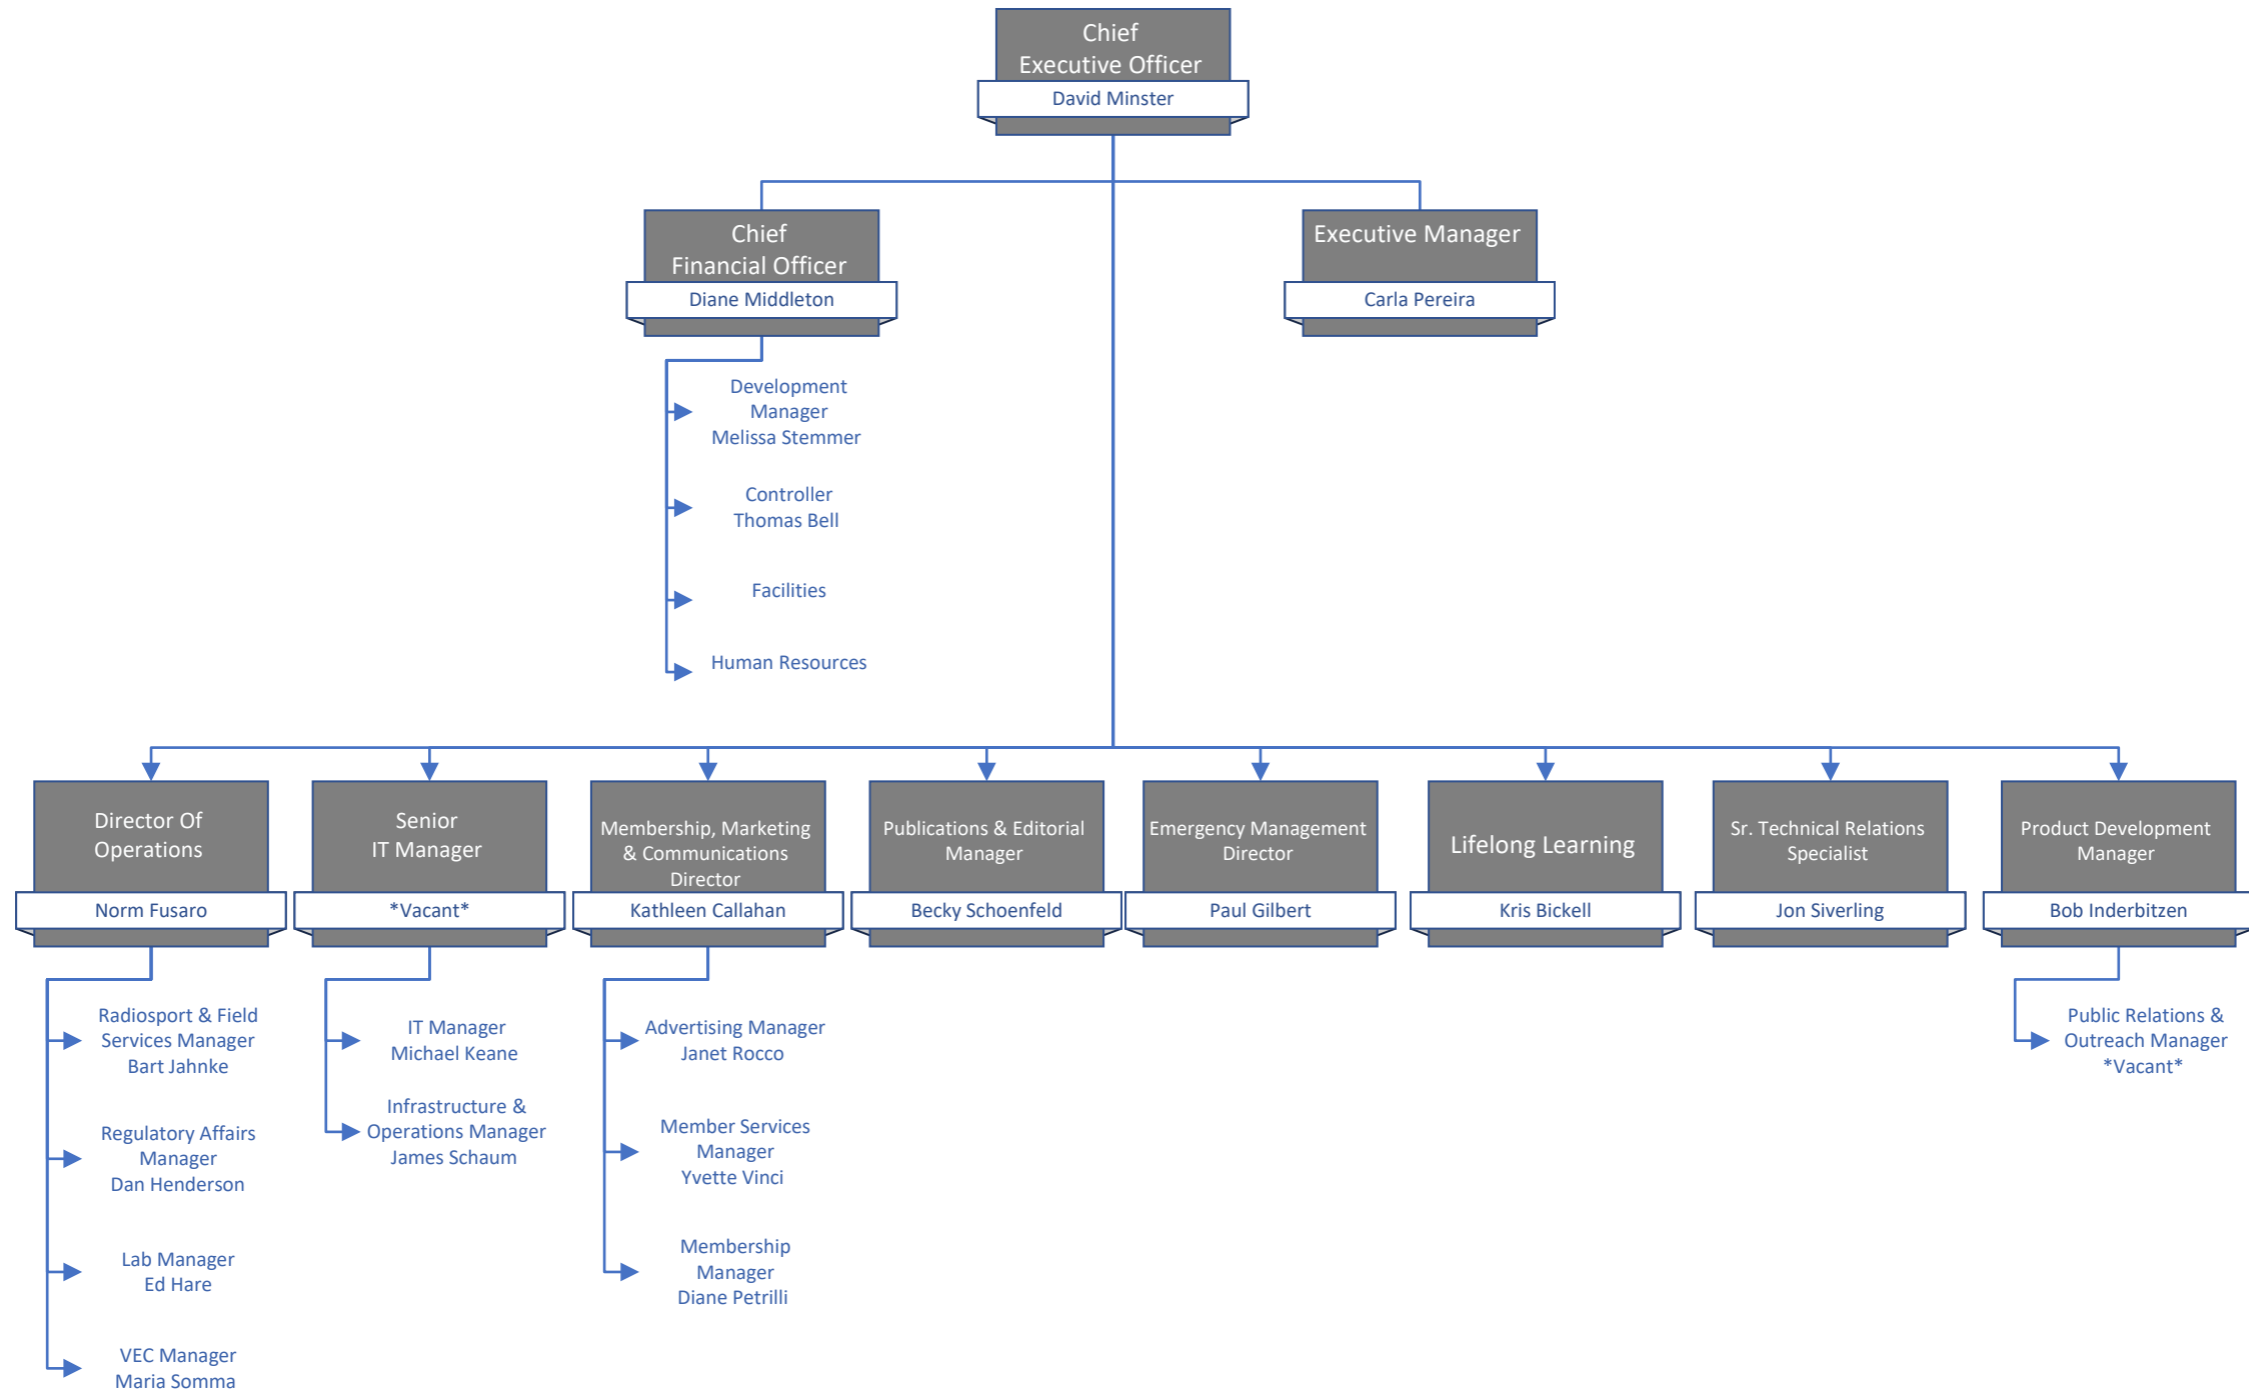 Chief
Executive Officer
David Minster
Chief
Financial Officer
Diane Middleton
Executive Manager
Carla Pereira
Development
Manager
Melissa Stemmer
Controller
Thomas Bell
Facilities
Human Resources
Director Of
Operations
Norm Fusaro
Senior
IT Manager
*Vacant*
Membership, Marketing
& Communications
Director
Kathleen Callahan
Publications & Editorial
Manager
Becky Schoenfeld
Emergency Management
Director
Paul Gilbert
Lifelong Learning
Kris Bickell
Sr. Technical Relations
Specialist
Jon Siverling
Product Development
Manager
Bob Inderbitzen
Radiosport & Field
Services Manager
Bart Jahnke
Regulatory Affairs
Manager
Dan Henderson
Lab Manager
Ed Hare
VEC Manager
Maria Somma
IT Manager
Michael Keane
Infrastructure &
Operations Manager
James Schaum
Advertising Manager
Janet Rocco
Member Services
Manager
Yvette Vinci
Membership
Manager
Diane Petrilli
Public Relations &
Outreach Manager
*Vacant*